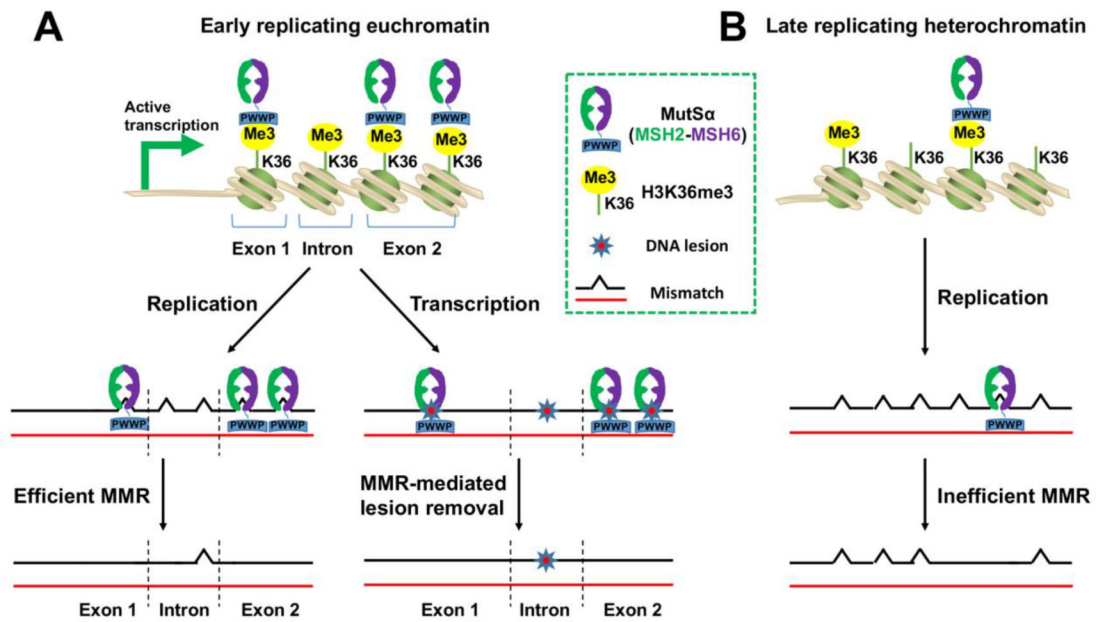 A
Early replicating euchromatin
Active
transcription
PWWP
PWWP
PWWP
Me3
Me3
Me3
Me3
K36
K36
K36
K36
Exon 1
Intron
Exon 2
Replication
Transcription
PWWP
PWWP
PWWP
PWWP
PWWP
PWWP
Efficient MMR
MMR-mediated
lesion removal
Exon 1
Intron
Exon 2
Exon 1
Intron
Exon 2
PWWP
MutSα
(MSH2-MSH6)
Me3
K36
H3K36me3
DNA lesion
Mismatch
B
Late replicating heterochromatin
PWWP
Me3
Me3
K36
K36
K36
K36
Replication
PWWP
Inefficient MMR